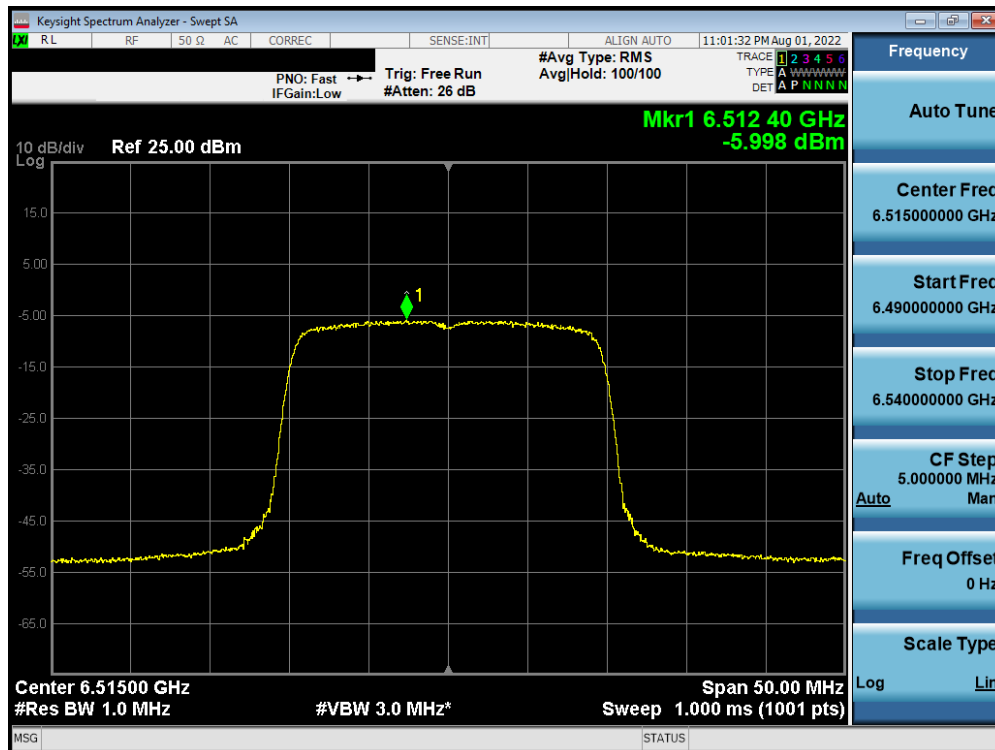 Keysight Spectrum Analyzer - Swept SA
LXI RL RF 50 Ω AC CORREC SENSE:INT ALIGN AUTO 11:01:32 PM Aug 01, 2022
PNO: Fast
IFGain:Low
Trig: Free Run
#Atten: 26 dB
#Avg Type: RMS
Avg|Hold: 100/100
TRACE 1 2 3 4 5 6
TYPE A W W W W W
DET A P N N N N
Mkr1 6.512 40 GHz
-5.998 dBm
10 dB/div
Log
Ref 25.00 dBm
15.0
5.00
-5.00
-15.0
-25.0
-35.0
-45.0
-55.0
-65.0
1
Center 6.51500 GHz
Span 50.00 MHz
#Res BW 1.0 MHz
#VBW 3.0 MHz*
Sweep 1.000 ms (1001 pts)
MSG
STATUS
Frequency
Auto Tune
Center Freq
6.515000000 GHz
Start Freq
6.490000000 GHz
Stop Freq
6.540000000 GHz
CF Step
5.000000 MHz
Auto Man
Freq Offset
0 Hz
Scale Type
Log Lin